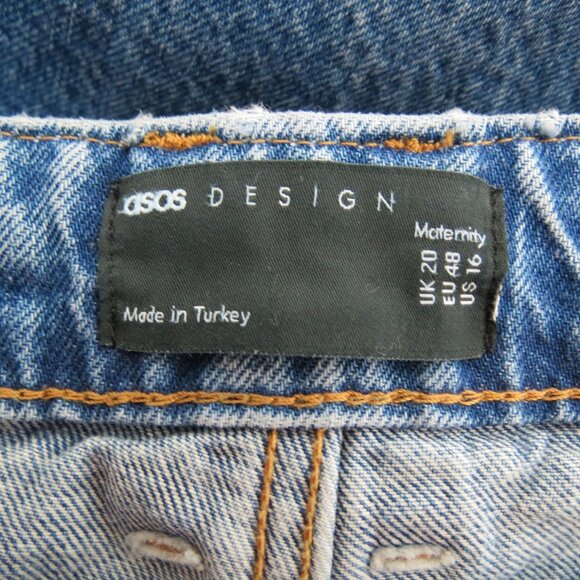 asos DESIGN
Maternity
UK 20
EU 48
US 16
Made in Turkey